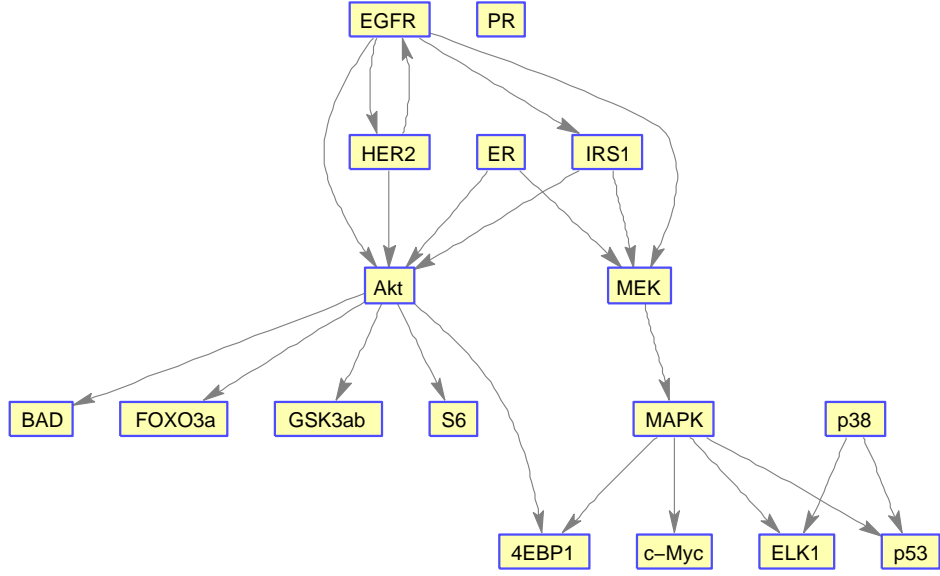 EGFR
PR
HER2
ER
IRS1
Akt
MEK
BAD
FOXO3a
GSK3ab
S6
MAPK
p38
4EBP1
c−Myc
ELK1
p53